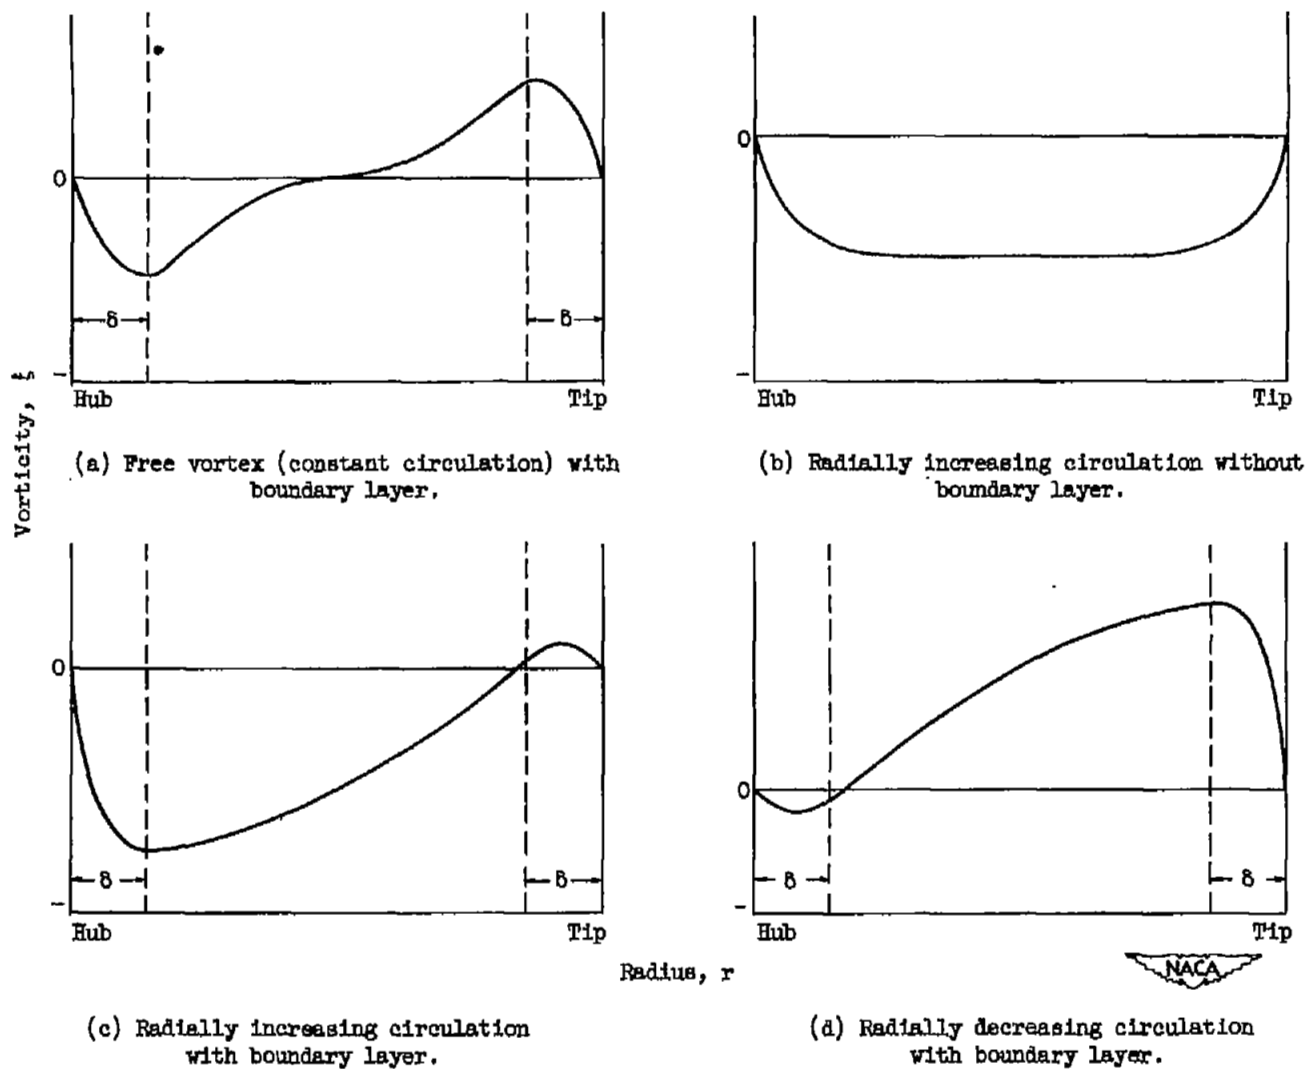 0
δ
δ
-
Hub
Tip
(a) Free vortex (constant circulation) with
boundary layer.
0
-
Hub
Tip
(b) Radially increasing circulation without
boundary layer.
Vorticity, ξ
0
δ
δ
-
Hub
Tip
0
δ
δ
-
Hub
Tip
Radius, r
NACA
(c) Radially increasing circulation
with boundary layer.
(d) Radially decreasing circulation
with boundary layer.